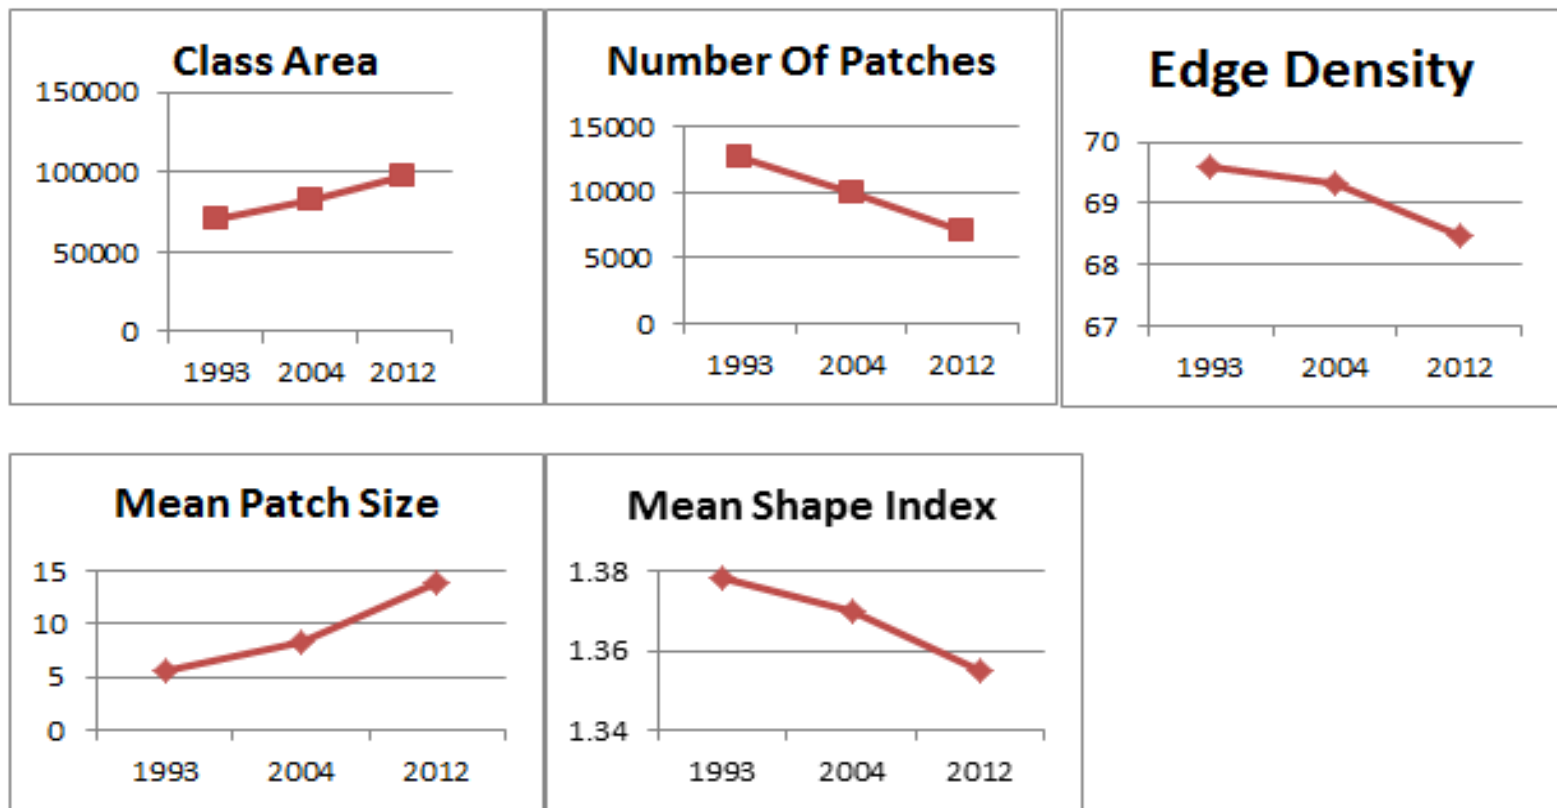 Class Area
150000
100000
50000
0
1993 2004 2012
Number Of Patches
15000
10000
5000
0
1993 2004 2012
Edge Density
70
69
68
67
1993 2004 2012
Mean Patch Size
15
10
5
0
1993 2004 2012
Mean Shape Index
1.38
1.36
1.34
1993 2004 2012